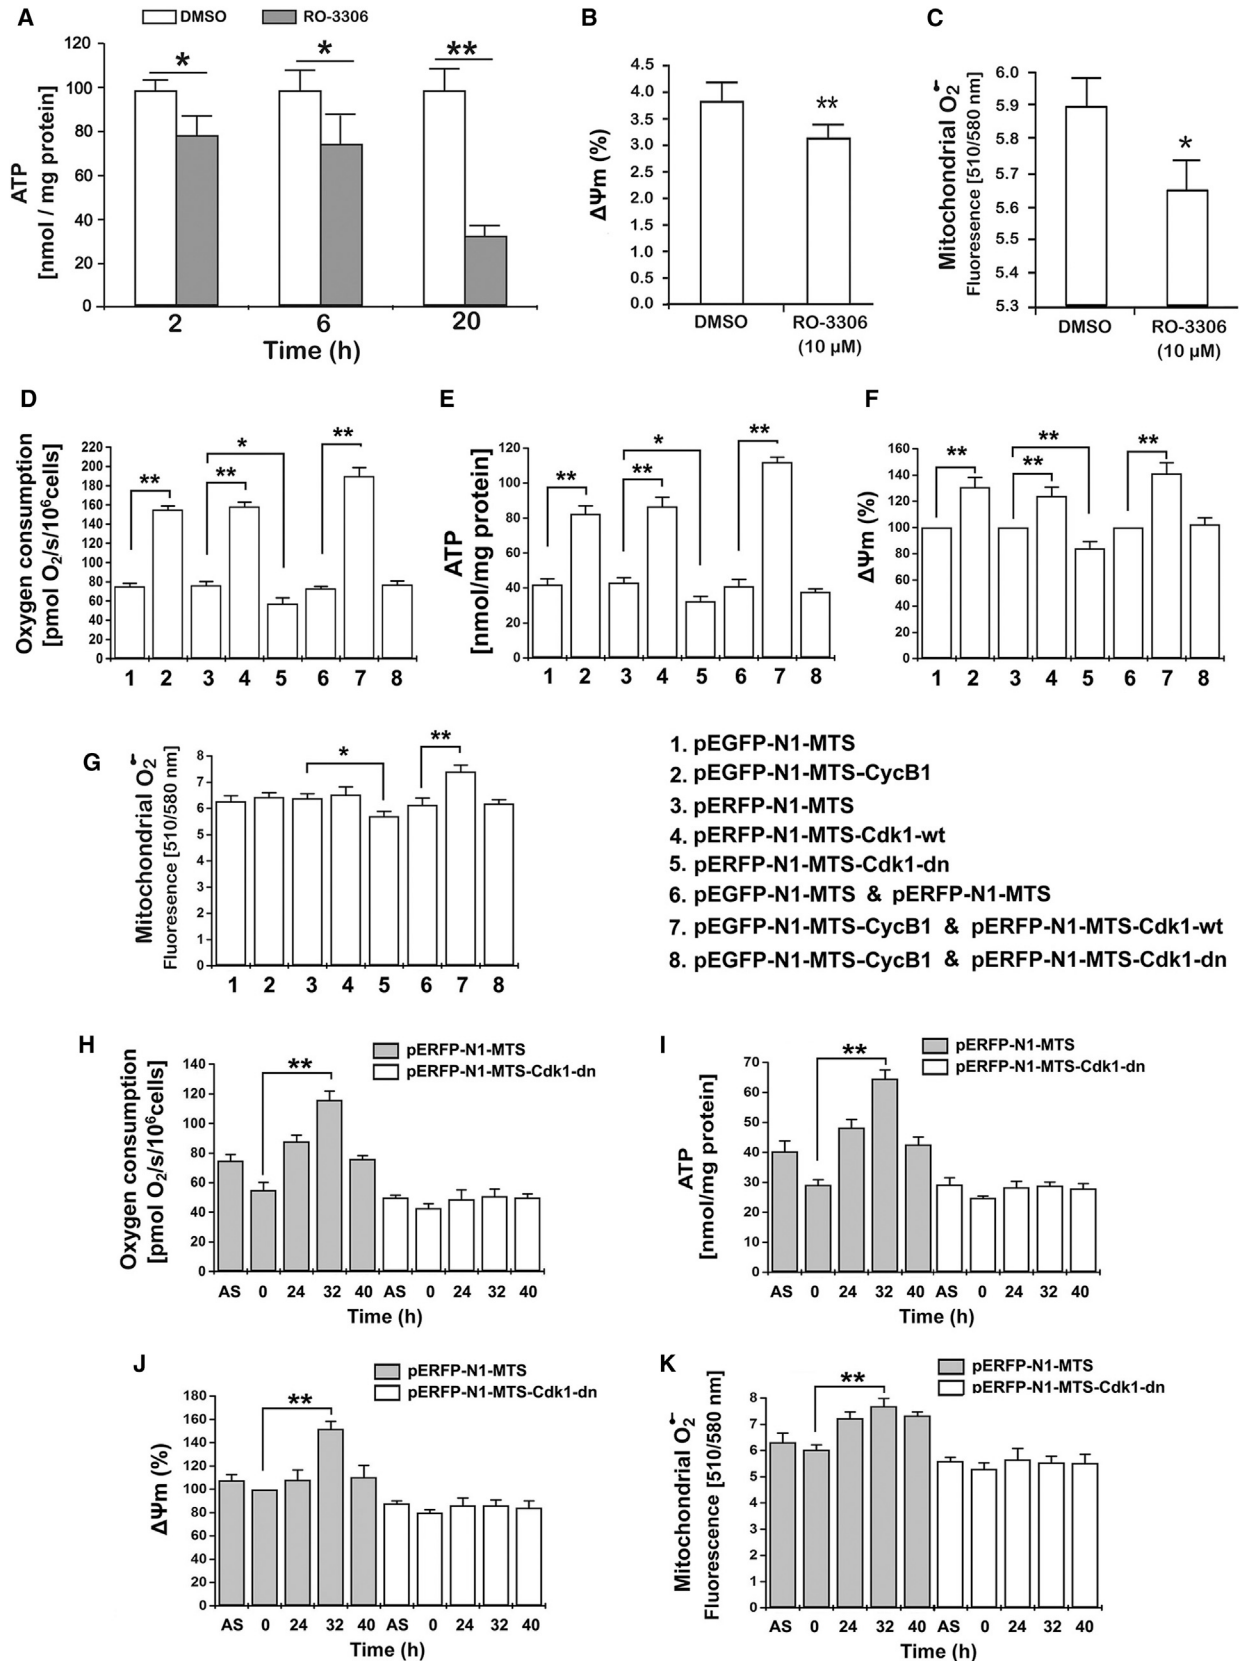 A
DMSO
RO-3306
ATP
[nmol / mg protein]
120
100
80
60
40
20
0
*
*
**
2
6
20
Time (h)
B
ΔΨm (%)
4.5
4.0
3.5
3.0
2.5
2.0
1.5
1.0
0.5
0.0
**
DMSO
RO-3306
(10 µM)
C
Mitochondrial O2•-
Fluoresence [510/580 nm]
6.0
5.9
5.8
5.7
5.6
5.5
5.4
5.3
*
DMSO
RO-3306
(10 µM)
D
Oxygen consumption
[pmol O2/s/10⁶cells]
220
200
180
160
140
120
100
80
60
40
20
0
**
*
**
**
1 2 3 4 5 6 7 8
E
ATP
[nmol/mg protein]
120
100
80
60
40
20
0
**
*
**
**
1 2 3 4 5 6 7 8
F
ΔΨm (%)
160
140
120
100
80
60
40
20
0
**
**
**
**
1 2 3 4 5 6 7 8
G
Mitochondrial O2•-
Fluoresence [510/580 nm]
8
7
6
5
4
3
2
1
0
*
**
1 2 3 4 5 6 7 8
1. pEGFP-N1-MTS
2. pEGFP-N1-MTS-CycB1
3. pERFP-N1-MTS
4. pERFP-N1-MTS-Cdk1-wt
5. pERFP-N1-MTS-Cdk1-dn
6. pEGFP-N1-MTS & pERFP-N1-MTS
7. pEGFP-N1-MTS-CycB1 & pERFP-N1-MTS-Cdk1-wt
8. pEGFP-N1-MTS-CycB1 & pERFP-N1-MTS-Cdk1-dn
H
pERFP-N1-MTS
pERFP-N1-MTS-Cdk1-dn
Oxygen consumption
[pmol O2/s/10⁶cells]
140
120
100
80
60
40
20
0
**
AS 0 24 32 40 AS 0 24 32 40
Time (h)
I
pERFP-N1-MTS
pERFP-N1-MTS-Cdk1-dn
ATP
[nmol/mg protein]
70
60
50
40
30
20
10
0
**
AS 0 24 32 40 AS 0 24 32 40
Time (h)
J
pERFP-N1-MTS
pERFP-N1-MTS-Cdk1-dn
ΔΨm (%)
180
160
140
120
100
80
60
40
20
0
**
AS 0 24 32 40 AS 0 24 32 40
Time (h)
K
pERFP-N1-MTS
pERFP-N1-MTS-Cdk1-dn
Mitochondrial O2•-
Fluorescence [510/580 nm]
8
7
6
5
4
3
2
1
0
**
AS 0 24 32 40 AS 0 24 32 40
Time (h)